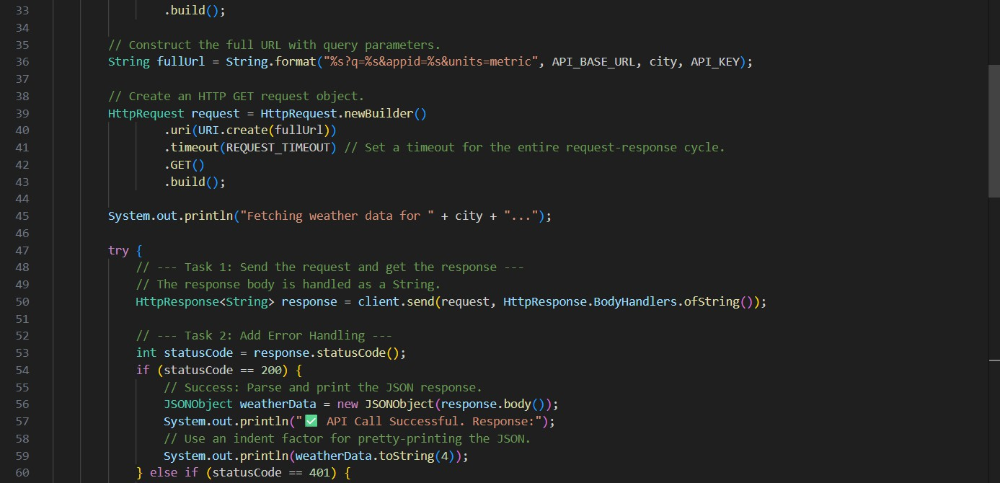 33 .build();
34
35 // Construct the full URL with query parameters.
36 String fullUrl = String.format("%s?q=%s&appid=%s&units=metric", API_BASE_URL, city, API_KEY);
37
38 // Create an HTTP GET request object.
39 HttpRequest request = HttpRequest.newBuilder()
40 .uri(URI.create(fullUrl))
41 .timeout(REQUEST_TIMEOUT) // Set a timeout for the entire request-response cycle.
42 .GET()
43 .build();
44
45 System.out.println("Fetching weather data for " + city + "...");
46
47 try {
48 // --- Task 1: Send the request and get the response ---
49 // The response body is handled as a String.
50 HttpResponse<String> response = client.send(request, HttpResponse.BodyHandlers.ofString());
51
52 // --- Task 2: Add Error Handling ---
53 int statusCode = response.statusCode();
54 if (statusCode == 200) {
55 // Success: Parse and print the JSON response.
56 JSONObject weatherData = new JSONObject(response.body());
57 System.out.println("✅ API Call Successful. Response:");
58 // Use an indent factor for pretty-printing the JSON.
59 System.out.println(weatherData.toString(4));
60 } else if (statusCode == 401) {